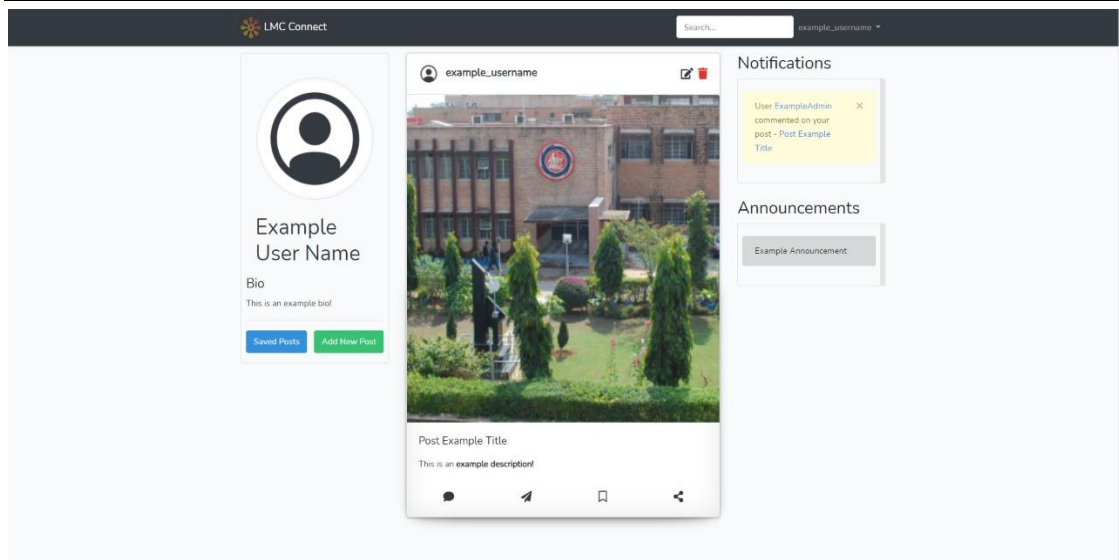 LMC Connect
Search...
example_username
Example
User Name
Bio
This is an example bio!
Saved Posts
Add New Post
example_username
Post Example Title
This is an example description!
Notifications
User ExampleAdmin
commented on your
post - Post Example
Title
×
Announcements
Example Announcement